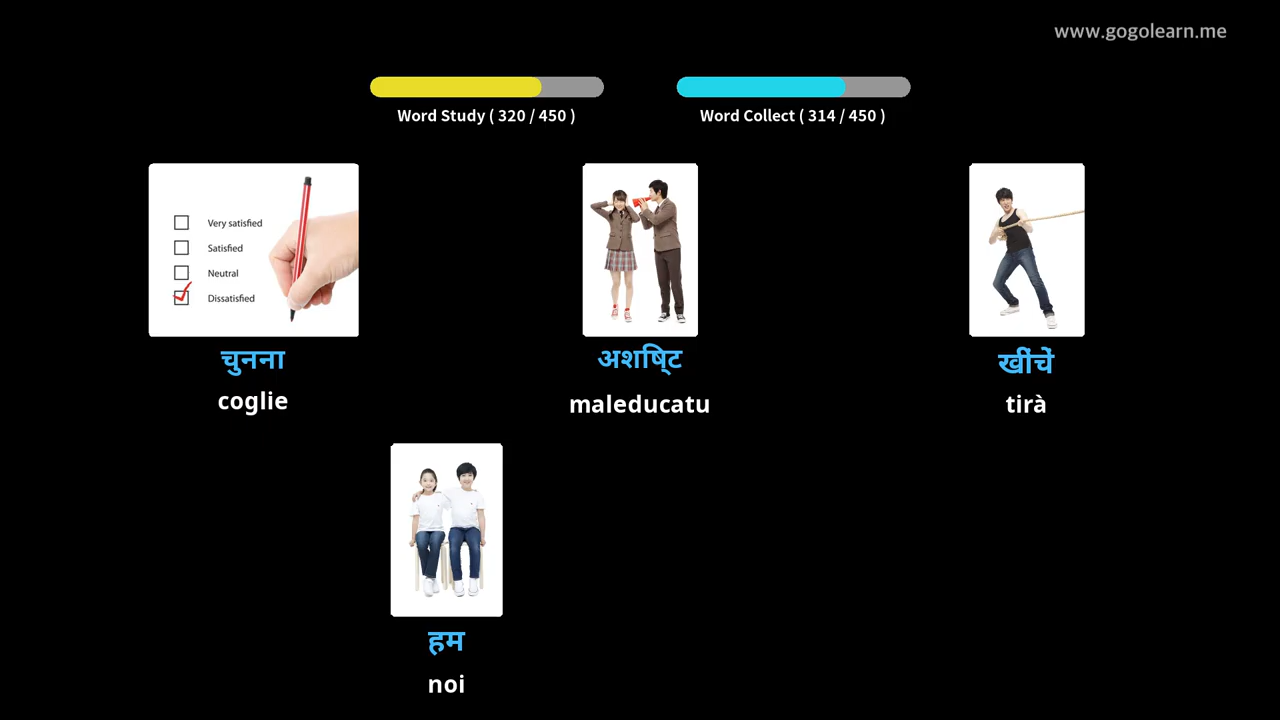 www.gogolearn.me
Word Study ( 320 / 450 )
Word Collect ( 314 / 450 )
Very satisfied
Satisfied
Neutral
Dissatisfied
चुनना
अशिष्ट
खींचें
coglie
maleducatu
tirà
हम
noi